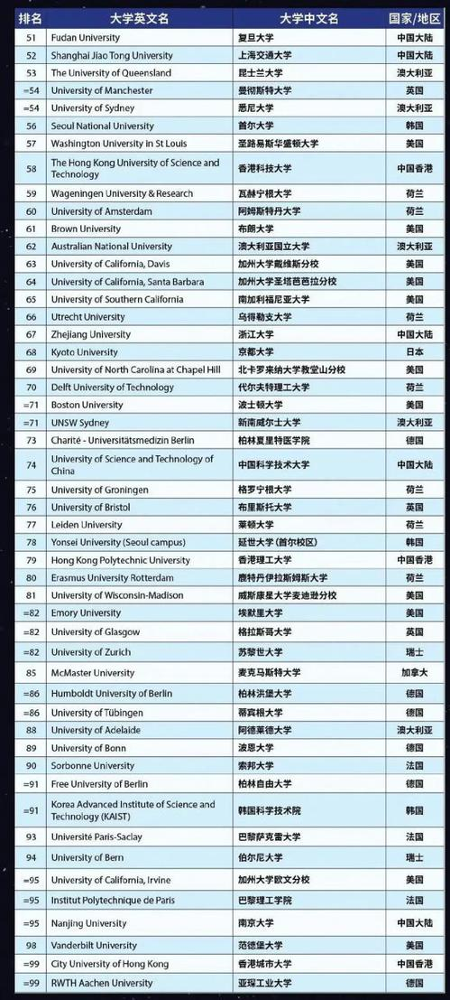 排名 大学英文名 大学中文名 国家/地区
51 Fudan University 复旦大学 中国大陆
52 Shanghai Jiao Tong University 上海交通大学 中国大陆
53 The University of Queensland 昆士兰大学 澳大利亚
=54 University of Manchester 曼彻斯特大学 英国
=54 University of Sydney 悉尼大学 澳大利亚
56 Seoul National University 首尔大学 韩国
57 Washington University in St Louis 圣路易斯华盛顿大学 美国
58 The Hong Kong University of Science and
Technology 香港科技大学 中国香港
59 Wageningen University & Research 瓦赫宁根大学 荷兰
60 University of Amsterdam 阿姆斯特丹大学 荷兰
61 Brown University 布朗大学 美国
62 Australian National University 澳大利亚国立大学 澳大利亚
63 University of California, Davis 加州大学戴维斯分校 美国
64 University of California, Santa Barbara 加州大学圣塔芭芭拉分校 美国
65 University of Southern California 南加利福尼亚大学 美国
66 Utrecht University 乌得勒支大学 荷兰
67 Zhejiang University 浙江大学 中国大陆
68 Kyoto University 京都大学 日本
69 University of North Carolina at Chapel Hill 北卡罗来纳大学教堂山分校 美国
70 Delft University of Technology 代尔夫特理工大学 荷兰
=71 Boston University 波士顿大学 美国
=71 UNSW Sydney 新南威尔士大学 澳大利亚
73 Charité - Universitätsmedizin Berlin 柏林夏里特医学院 德国
74 University of Science and Technology of
China 中国科学技术大学 中国大陆
75 University of Groningen 格罗宁根大学 荷兰
76 University of Bristol 布里斯托大学 英国
77 Leiden University 莱顿大学 荷兰
78 Yonsei University (Seoul campus) 延世大学(首尔校区) 韩国
79 Hong Kong Polytechnic University 香港理工大学 中国香港
80 Erasmus University Rotterdam 鹿特丹伊拉斯姆斯大学 荷兰
81 University of Wisconsin-Madison 威斯康星大学麦迪逊分校 美国
=82 Emory University 埃默里大学 美国
=82 University of Glasgow 格拉斯哥大学 英国
=82 University of Zurich 苏黎世大学 瑞士
85 McMaster University 麦克马斯特大学 加拿大
=86 Humboldt University of Berlin 柏林洪堡大学 德国
=86 University of Tübingen 蒂宾根大学 德国
88 University of Adelaide 阿德莱德大学 澳大利亚
89 University of Bonn 波恩大学 德国
90 Sorbonne University 索邦大学 法国
=91 Free University of Berlin 柏林自由大学 德国
=91 Korea Advanced Institute of Science and
Technology (KAIST) 韩国科学技术院 韩国
93 Université Paris-Saclay 巴黎萨克雷大学 法国
94 University of Bern 伯尔尼大学 瑞士
=95 University of California, Irvine 加州大学欧文分校 美国
=95 Institut Polytechnique de Paris 巴黎理工学院 法国
=95 Nanjing University 南京大学 中国大陆
98 Vanderbilt University 范德堡大学 美国
=99 City University of Hong Kong 香港城市大学 中国香港
=99 RWTH Aachen University 亚琛工业大学 德国